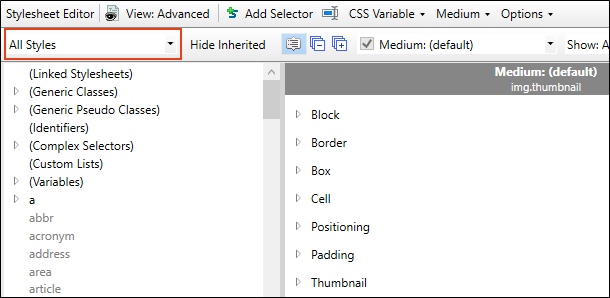 Stylesheet Editor View: Advanced Add Selector CSS Variable Medium Options
All Styles Hide Inherited Medium: (default) Show: A
(Linked Stylesheets)
(Generic Classes)
(Generic Pseudo Classes)
(Identifiers)
(Complex Selectors)
(Custom Lists)
(Variables)
a
abbr
acronym
address
area
article
Medium: (default)
img.thumbnail
Block
Border
Box
Cell
Positioning
Padding
Thumbnail